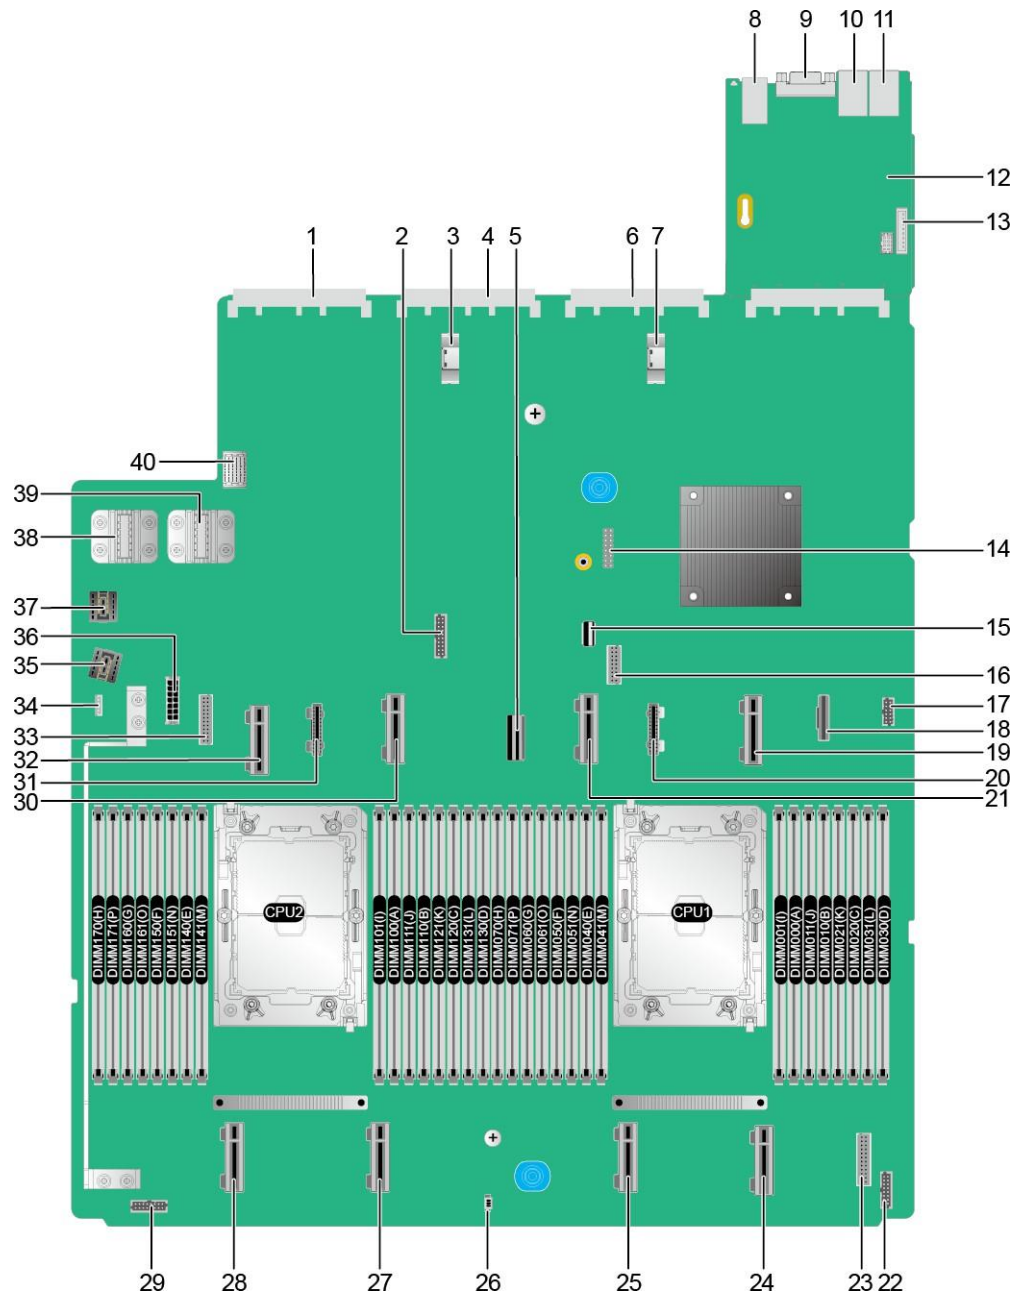 8 9 10 11
12
13
1 2 3 4 5 6 7
40
39
38
14
37
36
15
35
16
34
17
33
18
32
19
31
20
30
21
DIMM170(H)
DIMM171(P)
DIMM160(G)
DIMM161(O)
DIMM150(F)
DIMM151(N)
DIMM140(E)
DIMM141(M)
CPU2
DIMM101(I)
DIMM100(A)
DIMM111(J)
DIMM110(B)
DIMM121(K)
DIMM120(C)
DIMM131(L)
DIMM130(D)
DIMM070(H)
DIMM071(P)
DIMM060(G)
DIMM061(O)
DIMM050(F)
DIMM051(N)
DIMM040(E)
DIMM041(M)
CPU1
DIMM001(I)
DIMM000(A)
DIMM011(J)
DIMM010(B)
DIMM021(K)
DIMM020(C)
DIMM031(L)
DIMM030(D)
29 28 27 26 25 24 23 22